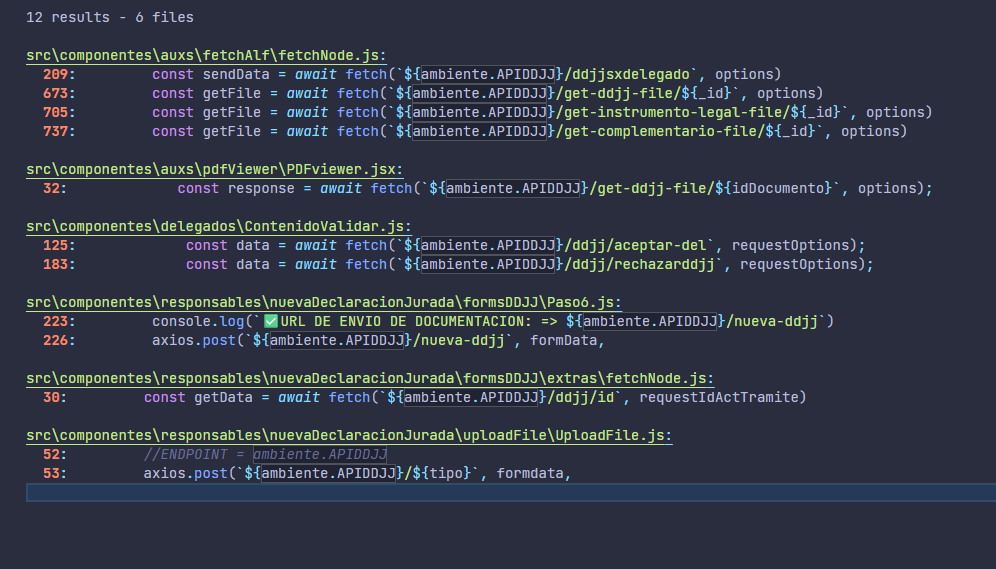 12 results - 6 files
src\componentes\auxs\fetchAlf\fetchNode.js:
209: const sendData = await fetch(`${ambiente.APIDDJJ}/ddjjsxdelegado`, options)
673: const getFile = await fetch(`${ambiente.APIDDJJ}/get-ddjj-file/${_id}`, options)
705: const getFile = await fetch(`${ambiente.APIDDJJ}/get-instrumento-legal-file/${_id}`, options)
737: const getFile = await fetch(`${ambiente.APIDDJJ}/get-complementario-file/${_id}`, options)
src\componentes\auxs\pdfViewer\PDFviewer.jsx:
32: const response = await fetch(`${ambiente.APIDDJJ}/get-ddjj-file/${idDocumento}`, options);
src\componentes\delegados\ContenidoValidar.js:
125: const data = await fetch(`${ambiente.APIDDJJ}/ddjj/aceptar-del`, requestOptions);
183: const data = await fetch(`${ambiente.APIDDJJ}/ddjj/rechazarddjj`, requestOptions);
src\componentes\responsables\nuevaDeclaracionJurada\formsDDJJ\Paso6.js:
223: console.log(`✅URL DE ENVIO DE DOCUMENTACION: => ${ambiente.APIDDJJ}/nueva-ddjj`)
226: axios.post(`${ambiente.APIDDJJ}/nueva-ddjj`, formData,
src\componentes\responsables\nuevaDeclaracionJurada\formsDDJJ\extras\fetchNode.js:
30: const getData = await fetch(`${ambiente.APIDDJJ}/ddjj/id`, requestIdActTramite)
src\componentes\responsables\nuevaDeclaracionJurada\uploadFile\UploadFile.js:
52: //ENDPOINT = ambiente.APIDDJJ
53: axios.post(`${ambiente.APIDDJJ}/${tipo}`, formdata,